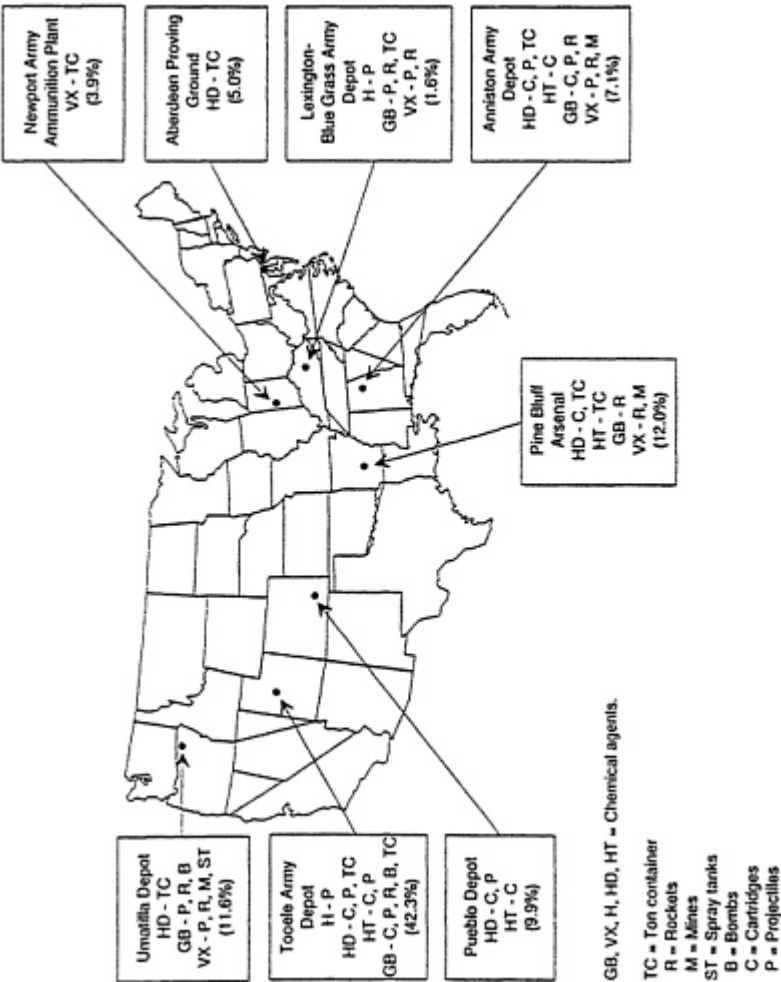 Newport Army
Ammunition Plant
VX - TC
(3.9%)
Aberdeen Proving
Ground
HD - TC
(5.0%)
Lexington-
Blue Grass Army
Depot
H - P
GB - P, R, TC
VX - P, R
(1.6%)
Anniston Army
Depot
HD - C, P, TC
HT - C
GB - C, P, R
VX - P, R, M
(7.1%)
Pine Bluff
Arsenal
HD - C, TC
HT - TC
GB - R
VX - R, M
(12.0%)
Umatilla Depot
HD - TC
GB - P, R, B
VX - P, R, M, ST
(11.6%)
Tooele Army
Depot
H - P
HD - C, P, TC
HT - C, P
GB - C, P, R, B, TC
(42.3%)
Pueblo Depot
HD - C, P
HT - C
(9.9%)
GB, VX, H, HD, HT = Chemical agents.
TC = Ton container
R = Rockets
M = Mines
ST = Spray tanks
B = Bombs
C = Cartridges
P = Projectiles